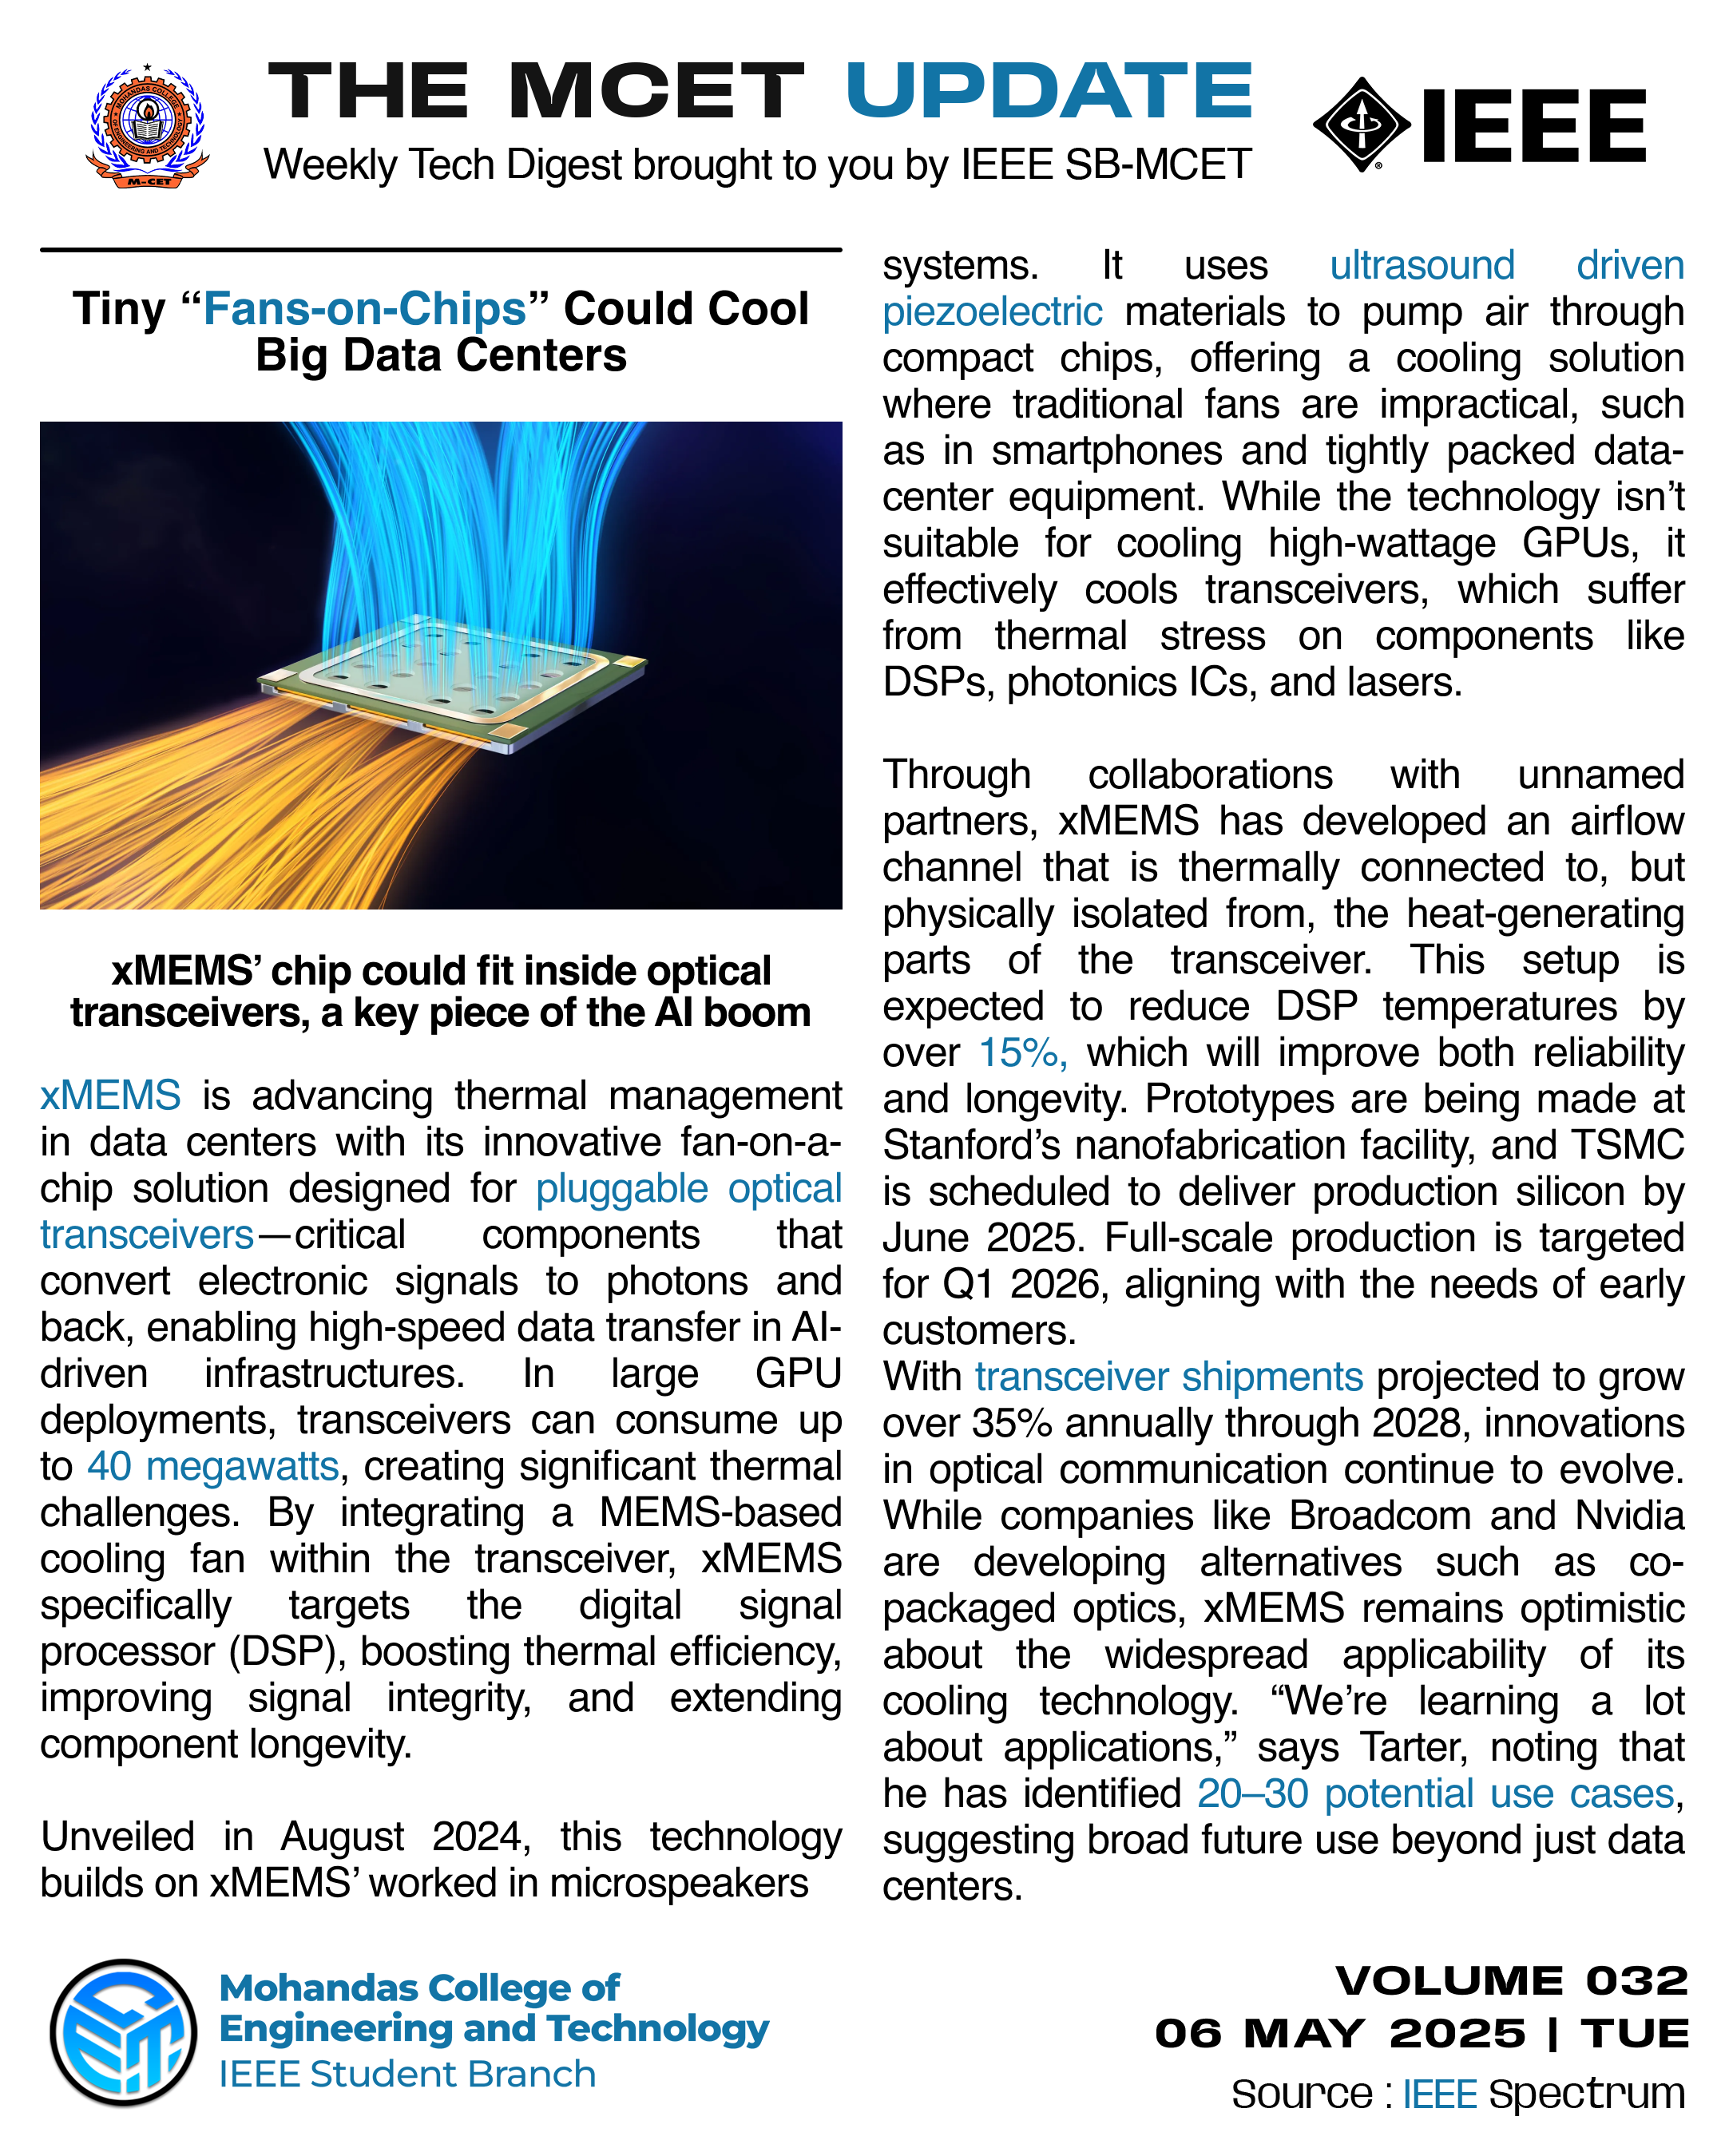 THE MCET UPDATE
Weekly Tech Digest brought to you by IEEE SB-MCET
MOHANDAS COLLEGE
OF ENGINEERING AND TECHNOLOGY
M-CET
IEEE
Tiny “Fans-on-Chips” Could Cool
Big Data Centers
xMEMS’ chip could fit inside optical
transceivers, a key piece of the AI boom
xMEMS is advancing thermal management
in data centers with its innovative fan-on-a-
chip solution designed for pluggable optical
transceivers—critical components that
convert electronic signals to photons and
back, enabling high-speed data transfer in AI-
driven infrastructures. In large GPU
deployments, transceivers can consume up
to 40 megawatts, creating significant thermal
challenges. By integrating a MEMS-based
cooling fan within the transceiver, xMEMS
specifically targets the digital signal
processor (DSP), boosting thermal efficiency,
improving signal integrity, and extending
component longevity.
Unveiled in August 2024, this technology
builds on xMEMS’ worked in microspeakers
systems. It uses ultrasound driven
piezoelectric materials to pump air through
compact chips, offering a cooling solution
where traditional fans are impractical, such
as in smartphones and tightly packed data-
center equipment. While the technology isn’t
suitable for cooling high-wattage GPUs, it
effectively cools transceivers, which suffer
from thermal stress on components like
DSPs, photonics ICs, and lasers.
Through collaborations with unnamed
partners, xMEMS has developed an airflow
channel that is thermally connected to, but
physically isolated from, the heat-generating
parts of the transceiver. This setup is
expected to reduce DSP temperatures by
over 15%, which will improve both reliability
and longevity. Prototypes are being made at
Stanford’s nanofabrication facility, and TSMC
is scheduled to deliver production silicon by
June 2025. Full-scale production is targeted
for Q1 2026, aligning with the needs of early
customers.
With transceiver shipments projected to grow
over 35% annually through 2028, innovations
in optical communication continue to evolve.
While companies like Broadcom and Nvidia
are developing alternatives such as co-
packaged optics, xMEMS remains optimistic
about the widespread applicability of its
cooling technology. “We’re learning a lot
about applications,” says Tarter, noting that
he has identified 20–30 potential use cases,
suggesting broad future use beyond just data
centers.
MCET
Mohandas College of
Engineering and Technology
IEEE Student Branch
VOLUME 032
06 MAY 2025 | TUE
Source : IEEE Spectrum